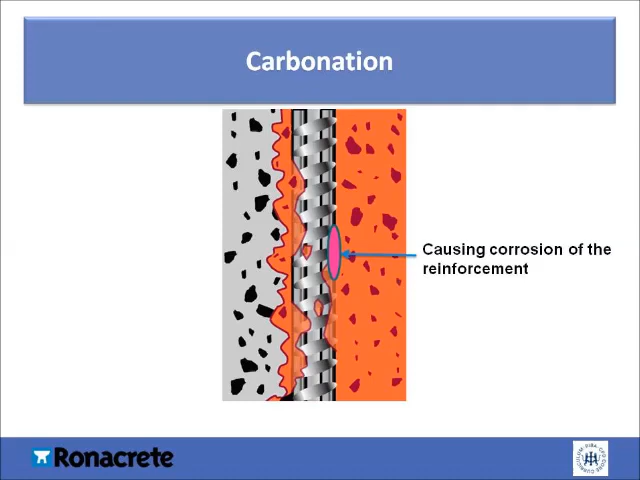 Carbonation
Causing corrosion of the
reinforcement
Ronacrete